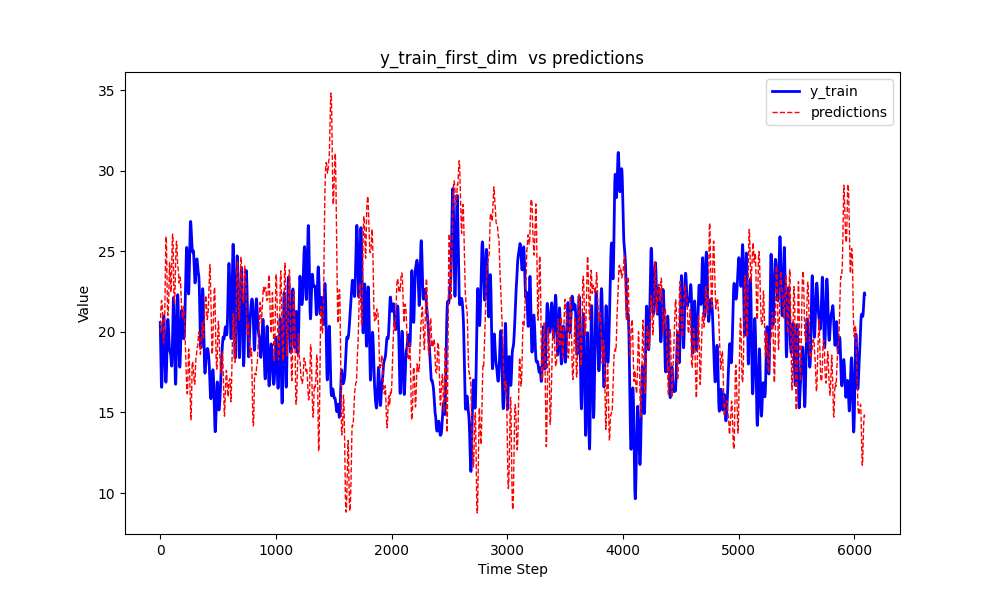 y_train_first_dim  vs predictions
y_train
predictions
35
30
25
20
15
10
Value
0 1000 2000 3000 4000 5000 6000
Time Step